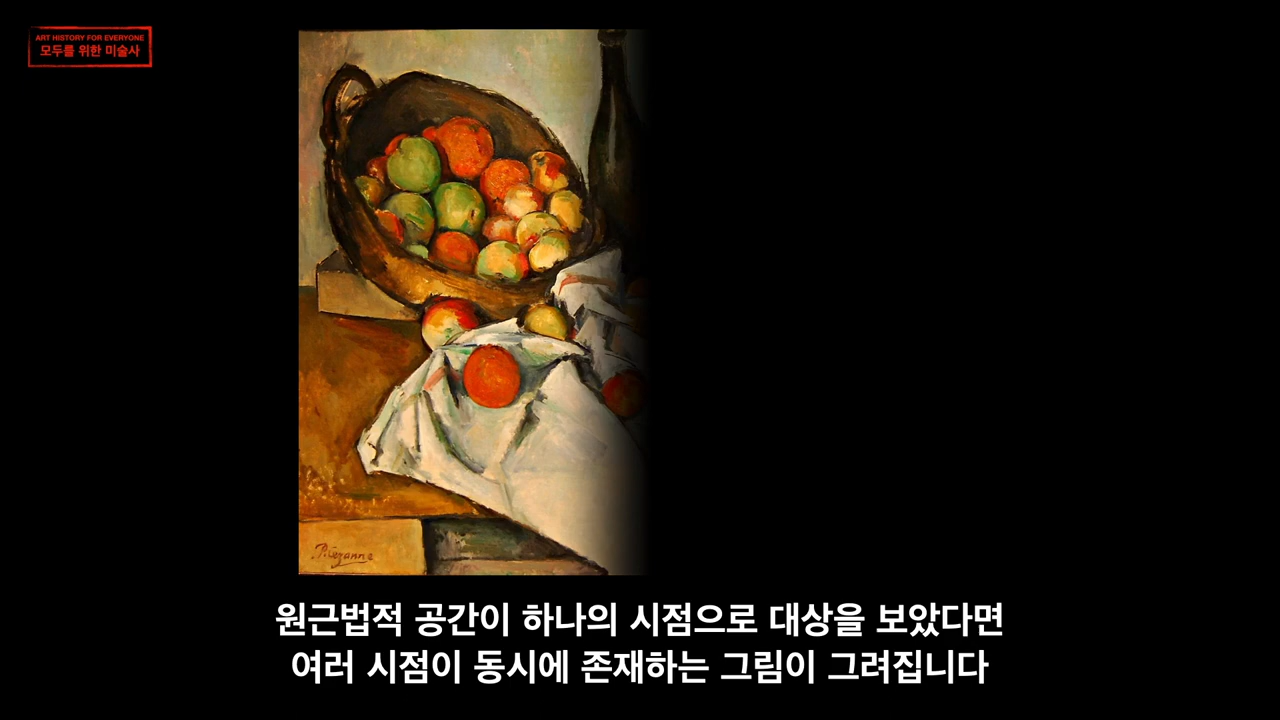 ART HISTORY FOR EVERYONE
모두를 위한 미술사
P. Cezanne
원근법적 공간이 하나의 시점으로 대상을 보았다면
여러 시점이 동시에 존재하는 그림이 그려집니다